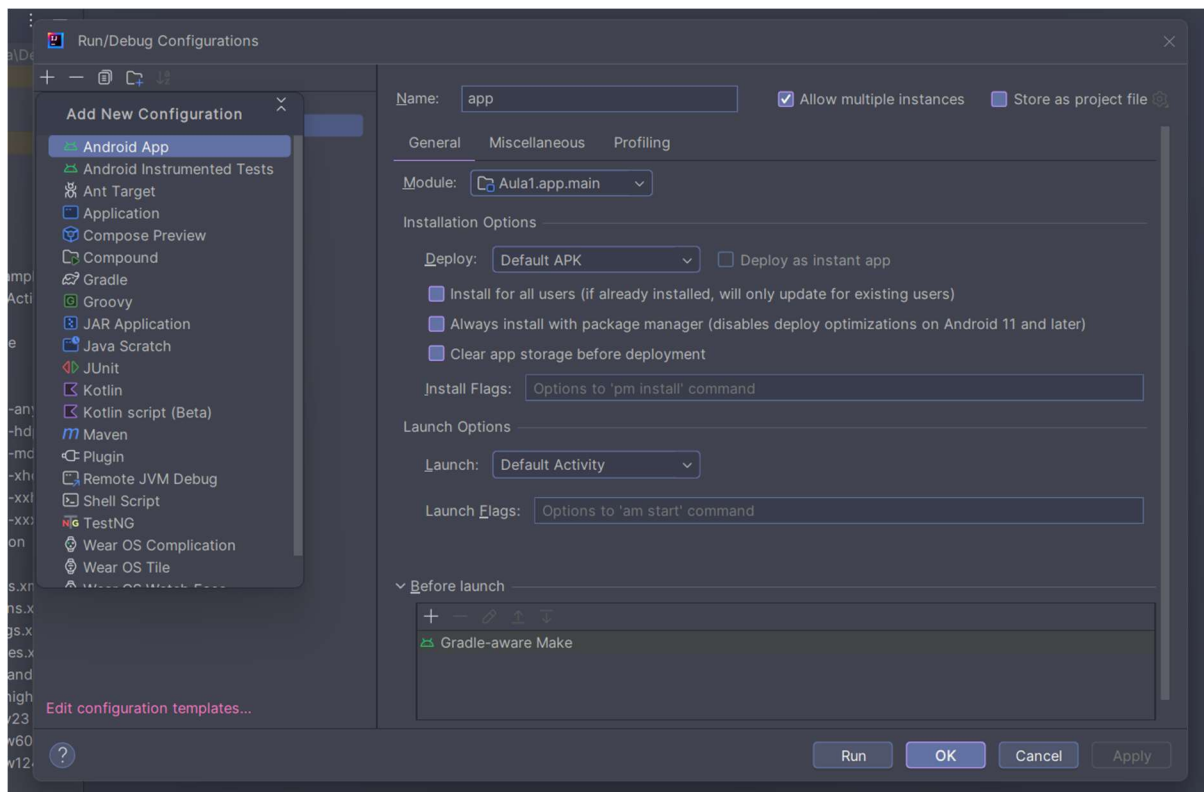 Run/Debug Configurations
Add New Configuration
Android App
Android Instrumented Tests
Ant Target
Application
Compose Preview
Compound
Gradle
Groovy
JAR Application
Java Scratch
JUnit
Kotlin
Kotlin script (Beta)
Maven
Plugin
Remote JVM Debug
Shell Script
TestNG
Wear OS Complication
Wear OS Tile
Edit configuration templates...
Name: app
Allow multiple instances
Store as project file
General Miscellaneous Profiling
Module: Aula1.app.main
Installation Options
Deploy: Default APK
Deploy as instant app
Install for all users (if already installed, will only update for existing users)
Always install with package manager (disables deploy optimizations on Android 11 and later)
Clear app storage before deployment
Install Flags: Options to 'pm install' command
Launch Options
Launch: Default Activity
Launch Flags: Options to 'am start' command
Before launch
Gradle-aware Make
? Run OK Cancel Apply